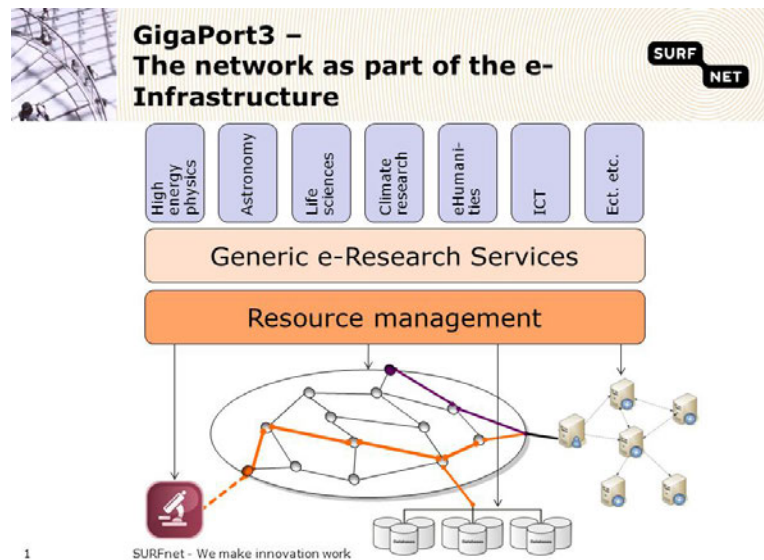 GigaPort3 –
The network as part of the e-
Infrastructure
SURF
NET
High
energy
physics
Astronomy
Life
sciences
Climate
research
eHumani-
ties
ICT
Ect. etc.
Generic e-Research Services
Resource management
1
SURFnet - We make innovation work